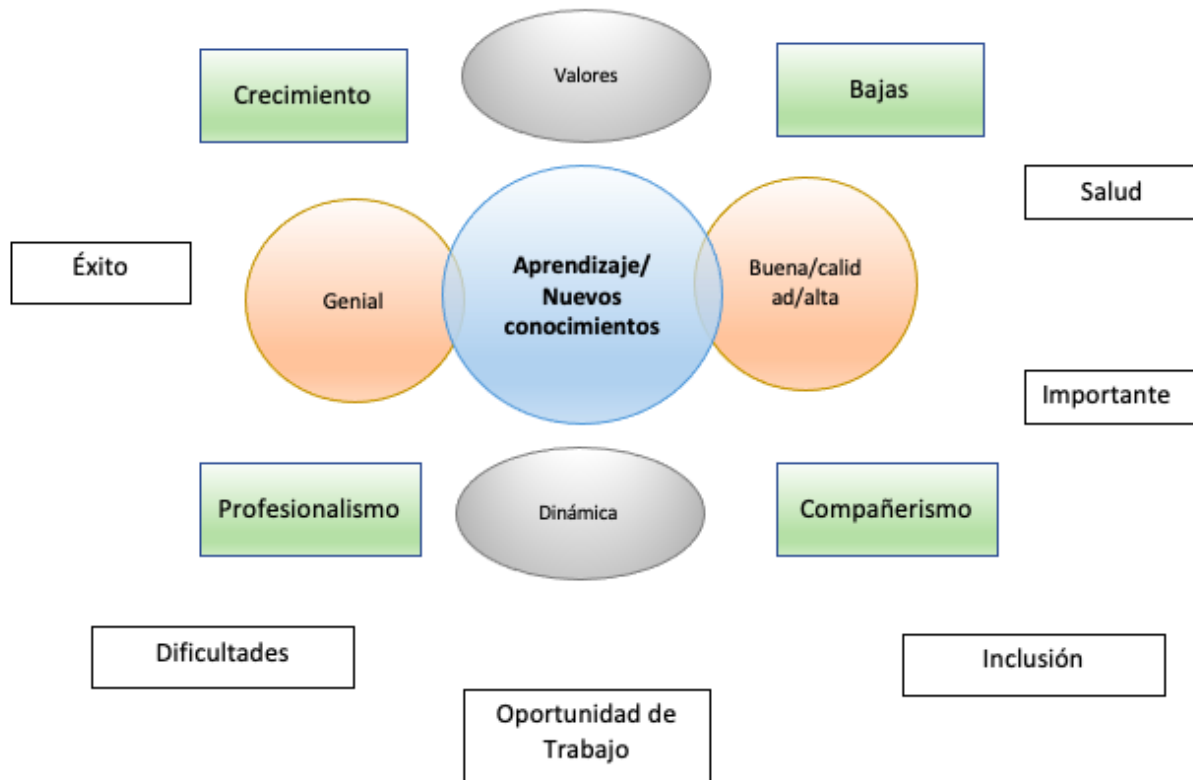 Valores
Crecimiento
Bajas
Salud
Éxito
Genial
Aprendizaje/
Nuevos
conocimientos
Buena/calid
ad/alta
Importante
Profesionalismo
Dinámica
Compañerismo
Dificultades
Inclusión
Oportunidad de
Trabajo